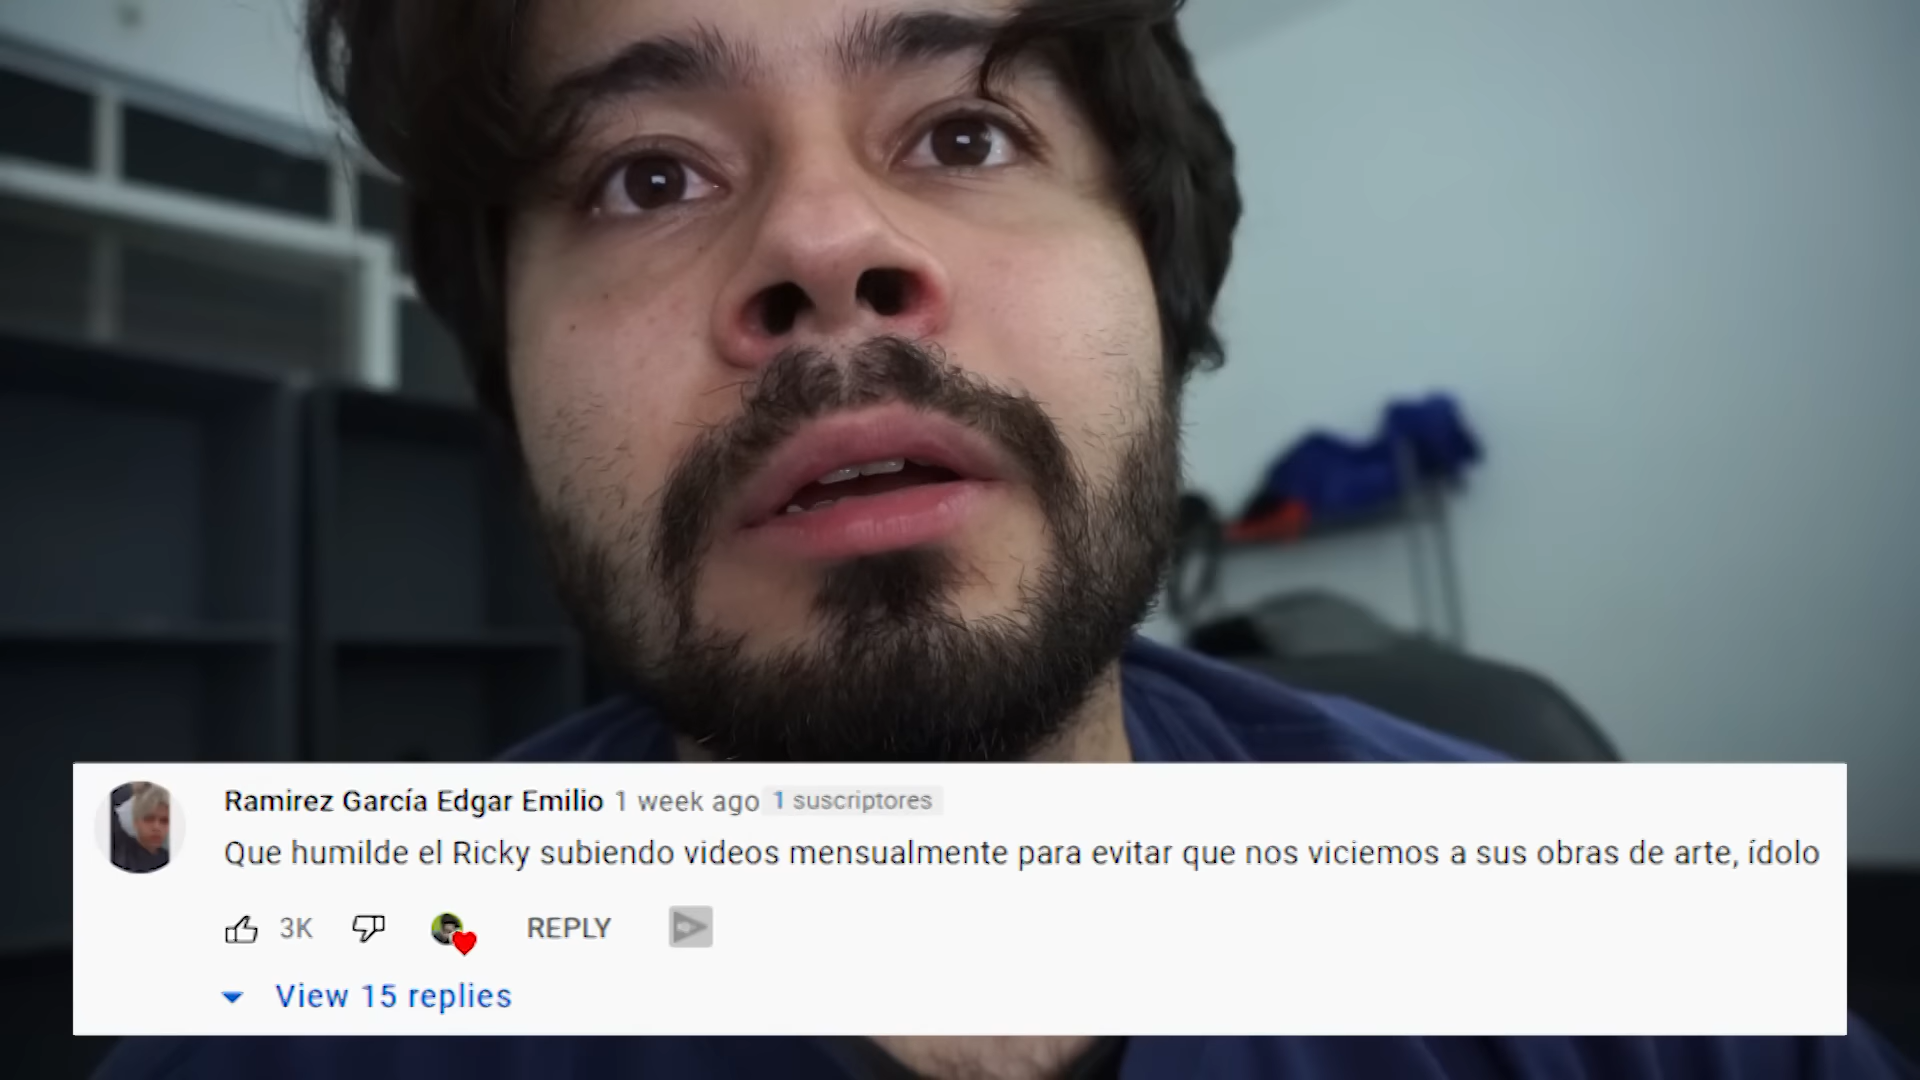 Ramirez García Edgar Emilio 1 week ago 1 suscriptores
Que humilde el Ricky subiendo videos mensualmente para evitar que nos viciemos a sus obras de arte, ídolo
3K REPLY
View 15 replies